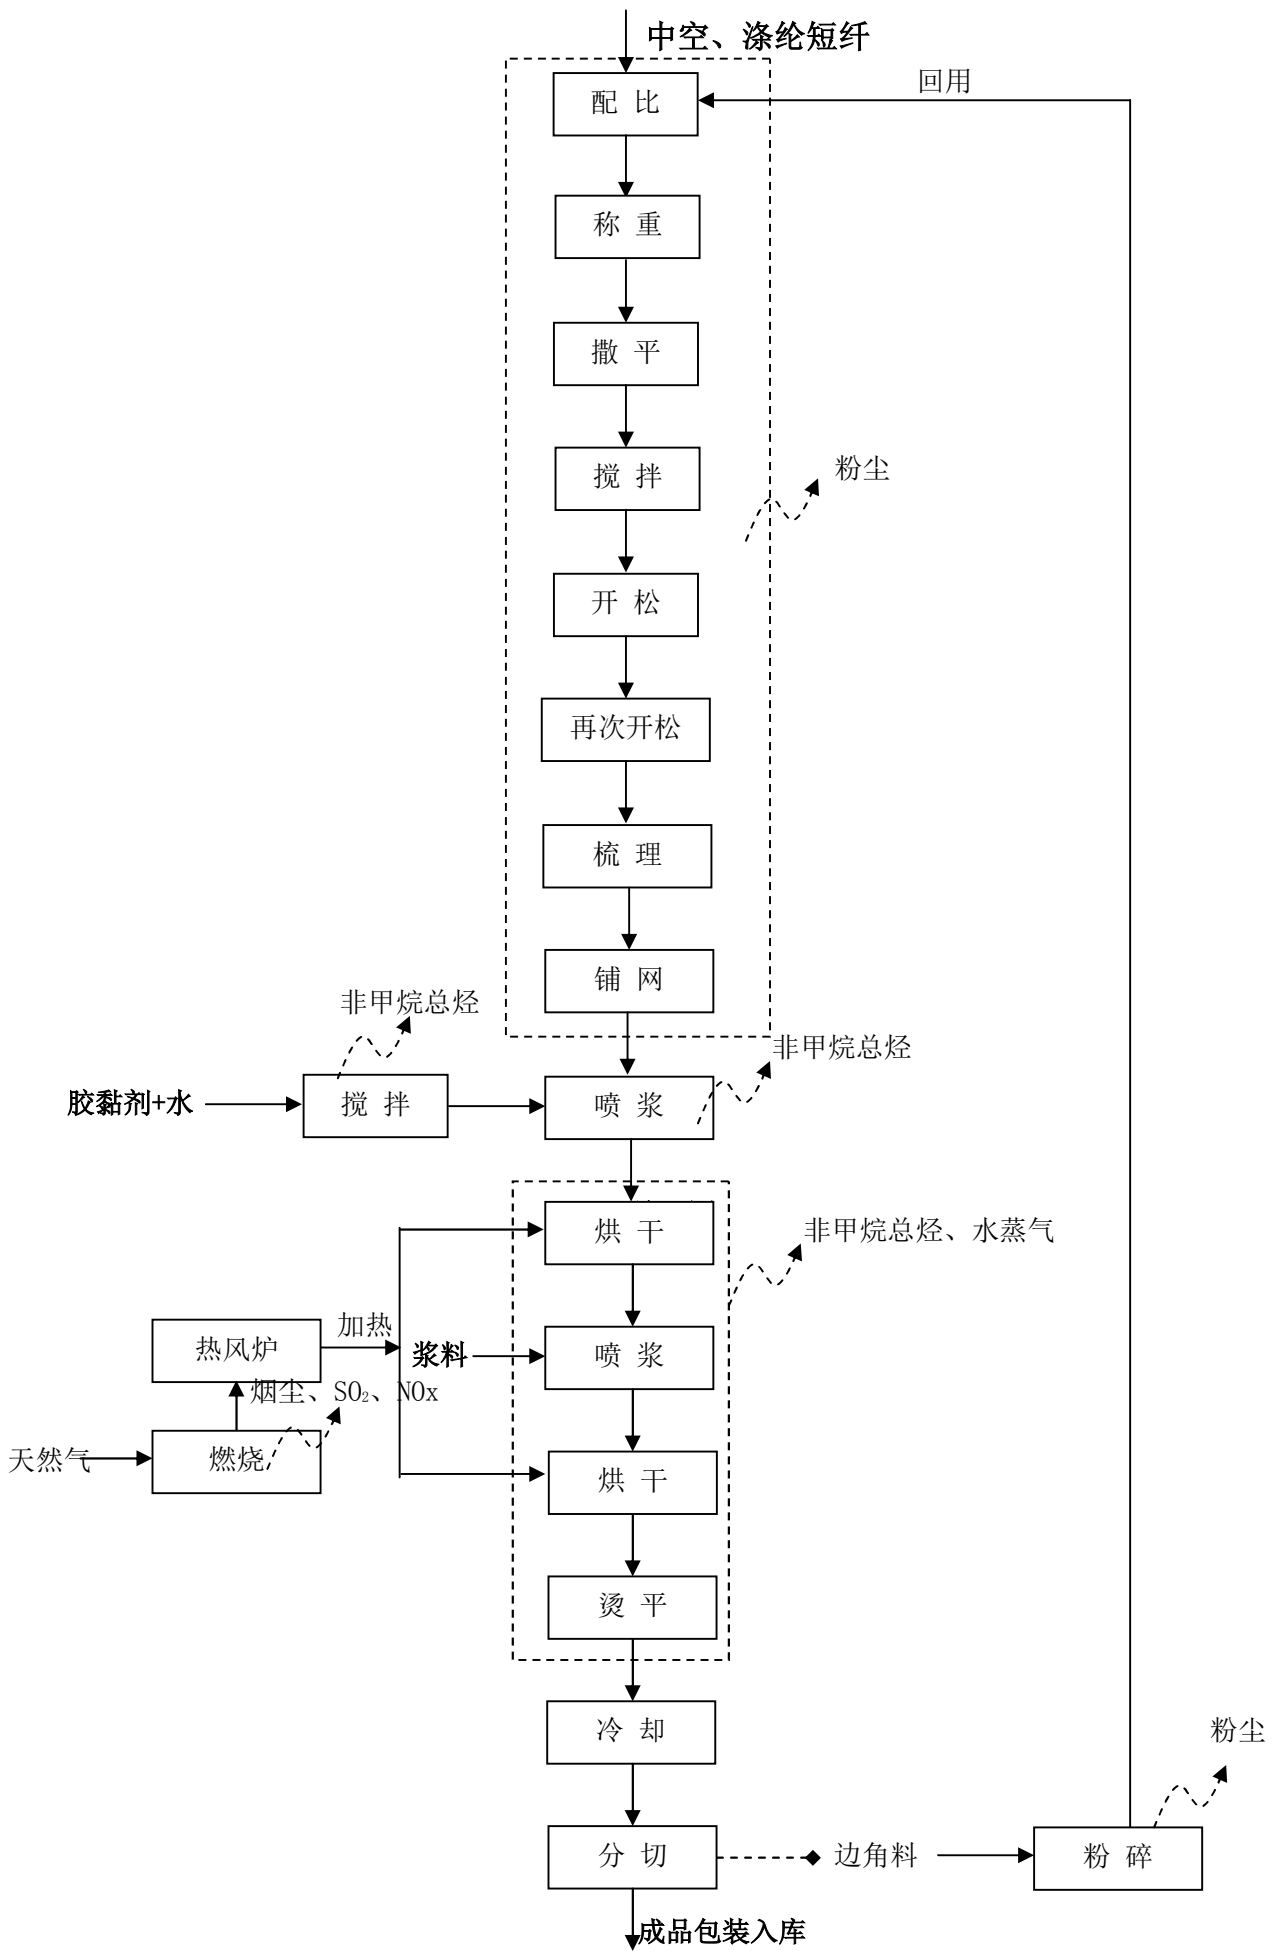 中空、涤纶短纤
回用
配 比
称 重
撒 平
搅 拌
粉尘
开 松
再次开松
梳 理
铺 网
非甲烷总烃
非甲烷总烃
胶黏剂+水
搅 拌
喷 浆
烘 干
非甲烷总烃、水蒸气
加热
热风炉
浆料
喷 浆
烟尘、SO₂、NOx
天然气
燃烧
烘 干
烫 平
冷 却
粉尘
分 切
边角料
粉 碎
成品包装入库